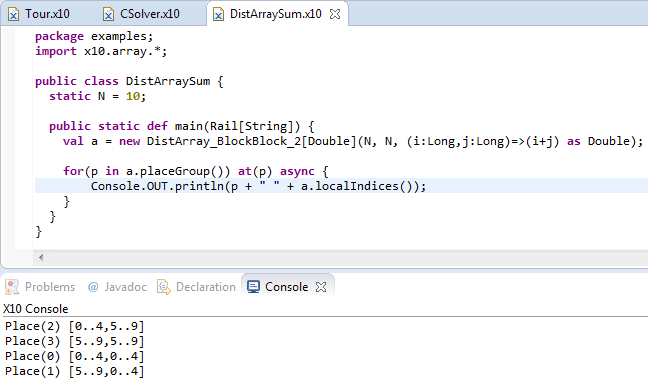 Tour.x10 CSolver.x10 DistArraySum.x10
package examples;
import x10.array.*;
public class DistArraySum {
static N = 10;
public static def main(Rail[String]) {
val a = new DistArray_BlockBlock_2[Double](N, N, (i:Long,j:Long)=>(i+j) as Double);
for(p in a.placeGroup()) at(p) async {
Console.OUT.println(p + " " + a.localIndices());
}
}
}
Problems @ Javadoc Declaration Console
X10 Console
Place(2) [0..4,5..9]
Place(3) [5..9,5..9]
Place(0) [0..4,0..4]
Place(1) [5..9,0..4]